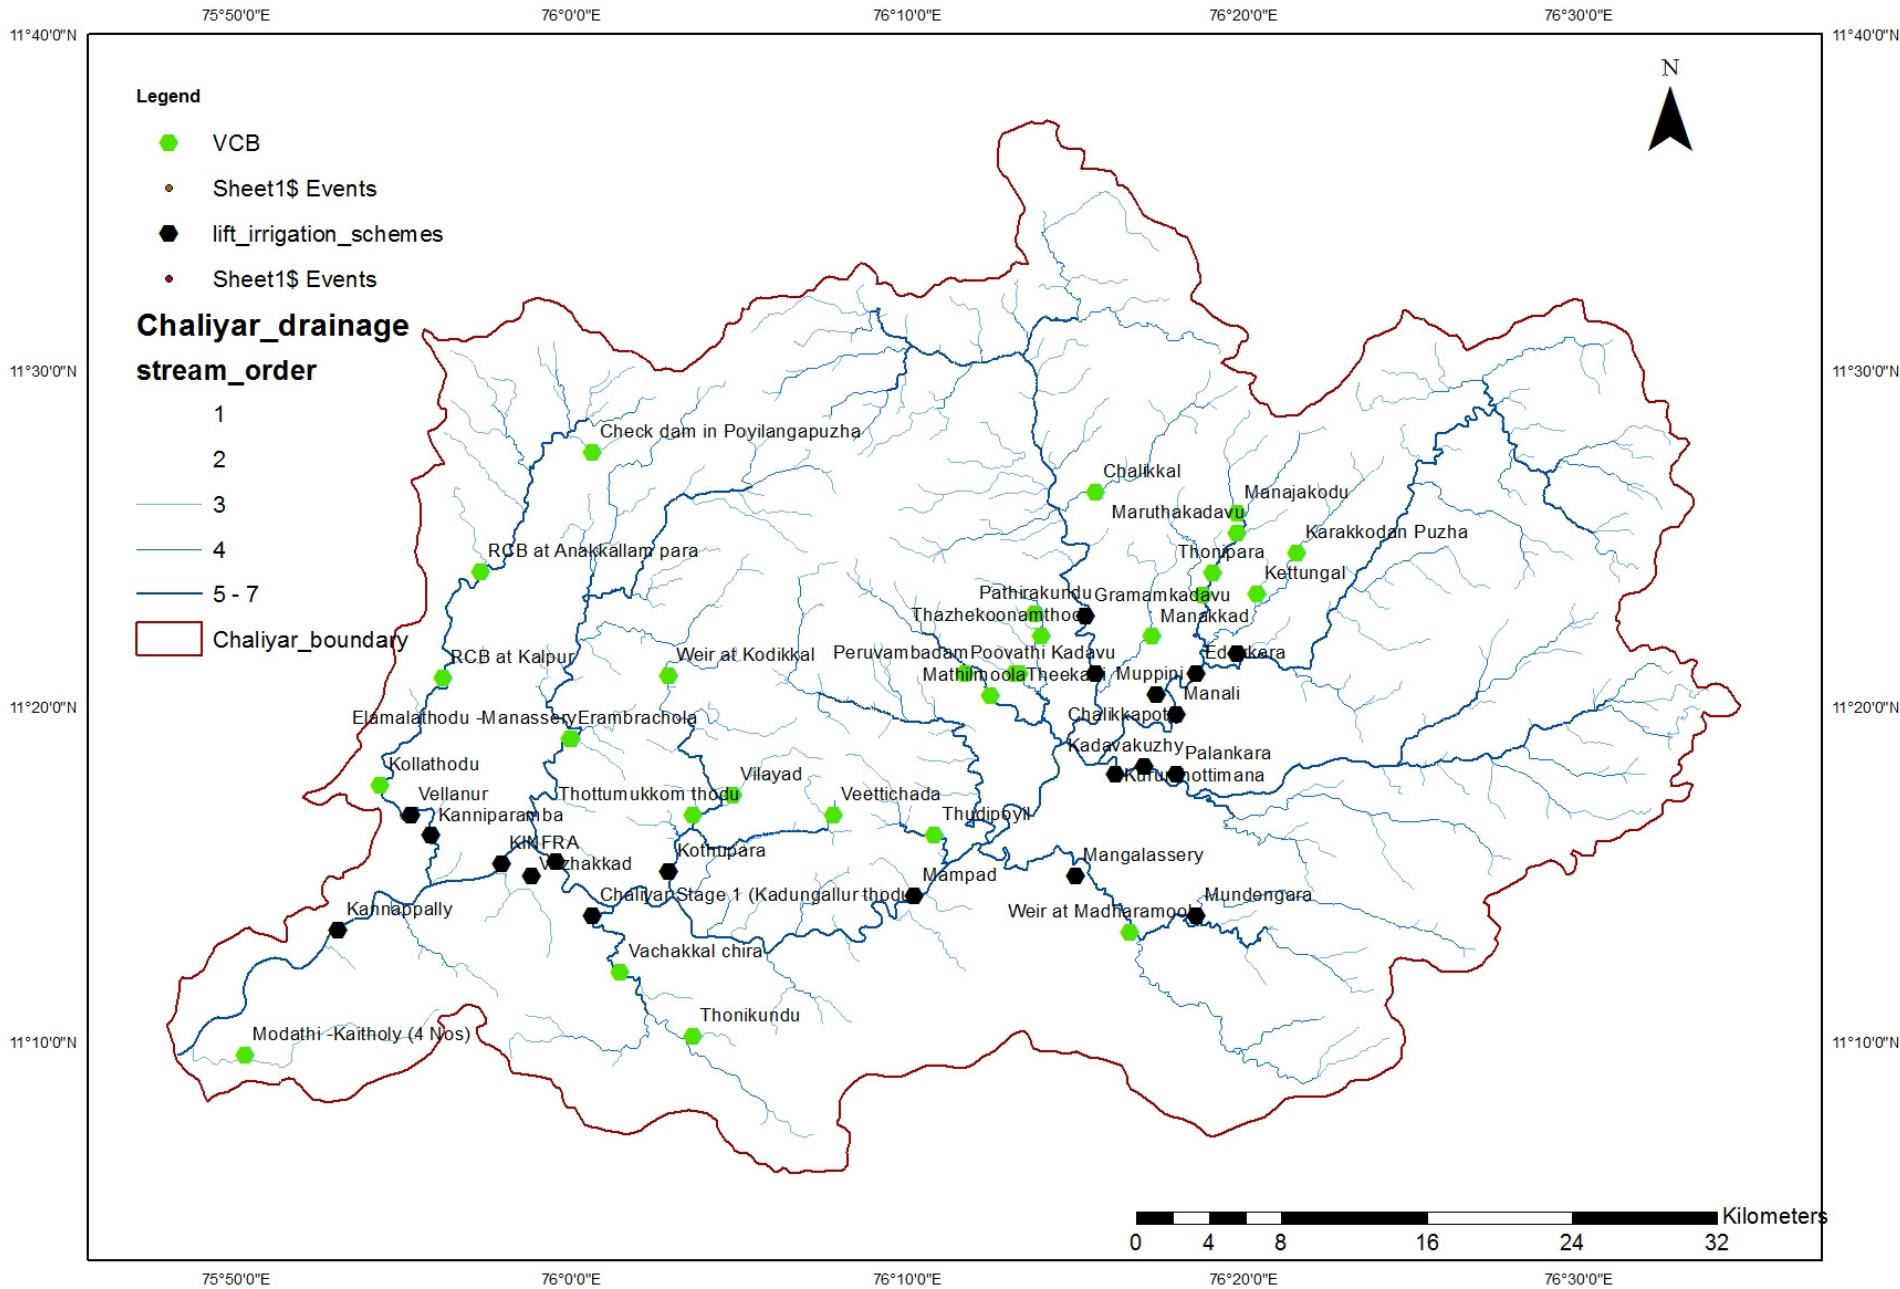 75°50'0"E 76°0'0"E 76°10'0"E 76°20'0"E 76°30'0"E
11°40'0"N 11°40'0"N
N
Legend
VCB
Sheet1$ Events
lift_irrigation_schemes
Sheet1$ Events
Chaliyar_drainage
stream_order
1
2
3
4
5 - 7
Chaliyar_boundary
11°30'0"N 11°30'0"N
Check dam in Poyilangapuzha
Chalikkal
Manajakodu
Maruthakadavu
Karakkodan Puzha
RCB at Anakkallam para
Thonipara
Kettungal
Pathirakundu
Gramamkadavu
Thazhekoonamthodu
Manakkad
RCB at Kalpur
Weir at Kodikkal
Peruvambadam
Poovathi Kadavu
Edakkara
Mathilmoola
Muppini
Manali
11°20'0"N 11°20'0"N
Elamalathodu -Manassery
Erambrachola
Kadavakuzhy
Palankara
Kollathodu
Vilayad
Vellanur
Thottumukkom thodu
Veettichada
Kanniparamba
Thudipoyil
KINFRA
Vazhakkad
Kothupara
Mangalassery
Mampad
Chaliyar Stage 1 (Kadungallur thodu
Mundengara
Kannappally
Weir at Madharamoola
Vachakkal chira
Thonikundu
Modathi -Kaitholy (4 Nos)
11°10'0"N 11°10'0"N
Kilometers
0 4 8 16 24 32
75°50'0"E 76°0'0"E 76°10'0"E 76°20'0"E 76°30'0"E